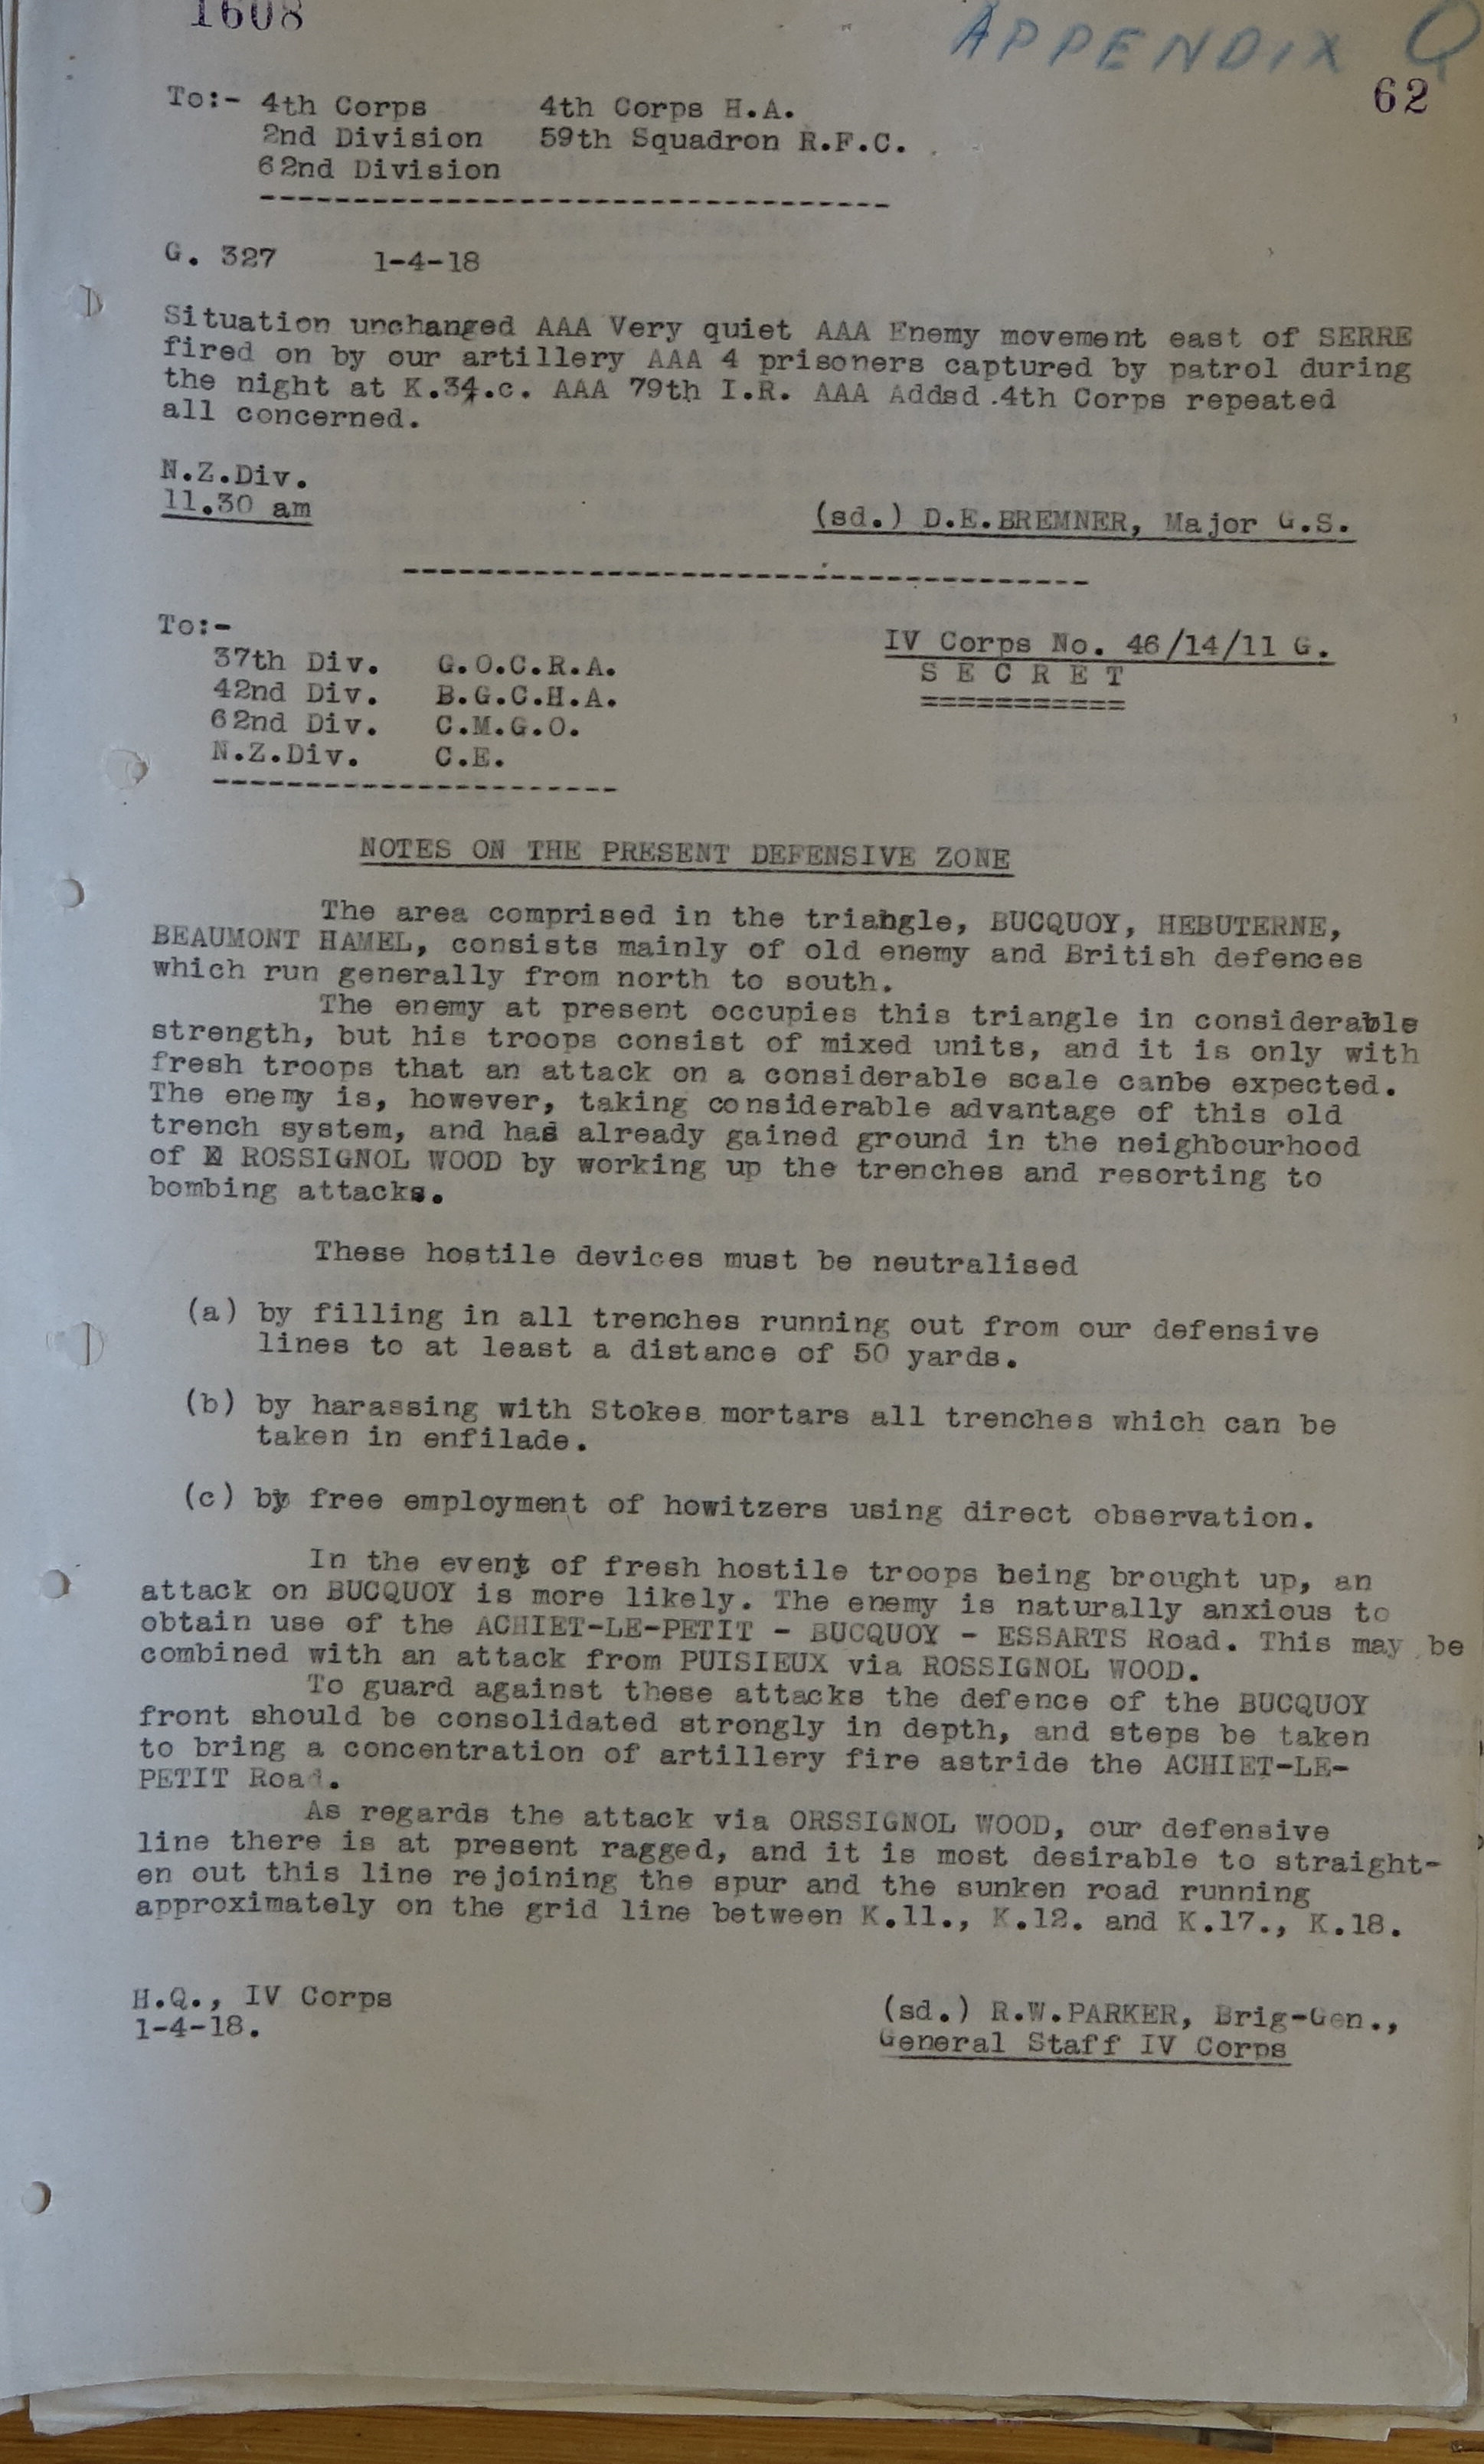 1608
APPENDIX Q
62
To:- 4th Corps 4th Corps H.A.
2nd Division 59th Squadron R.F.C.
62nd Division
G. 327 1-4-18
Situation unchanged AAA Very quiet AAA Enemy movement east of SERRE
fired on by our artillery AAA 4 prisoners captured by patrol during
the night at K.34.c. AAA 79th I.R. AAA Addsd .4th Corps repeated
all concerned.
N.Z.Div.
11.30 am
(sd.) D.E.BREMNER, Major G.S.
To:-
IV Corps No. 46/14/11 G.
S E C R E T
37th Div. G.O.C.R.A.
42nd Div. B.G.C.H.A.
62nd Div. C.M.G.O.
N.Z.Div. C.E.
NOTES ON THE PRESENT DEFENSIVE ZONE
The area comprised in the triangle, BUCQUOY, HEBUTERNE,
BEAUMONT HAMEL, consists mainly of old enemy and British defences
which run generally from north to south.
The enemy at present occupies this triangle in considerable
strength, but his troops consist of mixed units, and it is only with
fresh troops that an attack on a considerable scale canbe expected.
The enemy is, however, taking considerable advantage of this old
trench system, and has already gained ground in the neighbourhood
of ROSSIGNOL WOOD by working up the trenches and resorting to
bombing attacks.
These hostile devices must be neutralised
(a) by filling in all trenches running out from our defensive
lines to at least a distance of 50 yards.
(b) by harassing with Stokes mortars all trenches which can be
taken in enfilade.
(c) by free employment of howitzers using direct observation.
In the event of fresh hostile troops being brought up, an
attack on BUCQUOY is more likely. The enemy is naturally anxious to
obtain use of the ACHIET-LE-PETIT - BUCQUOY - ESSARTS Road. This may be
combined with an attack from PUISIEUX via ROSSIGNOL WOOD.
To guard against these attacks the defence of the BUCQUOY
front should be consolidated strongly in depth, and steps be taken
to bring a concentration of artillery fire astride the ACHIET-LE-
PETIT Road.
As regards the attack via ORSSIGNOL WOOD, our defensive
line there is at present ragged, and it is most desirable to straight-
en out this line rejoining the spur and the sunken road running
approximately on the grid line between K.11., K.12. and K.17., K.18.
H.Q., IV Corps
1-4-18.
(sd.) R.W.PARKER, Brig-Gen.,
General Staff IV Corps